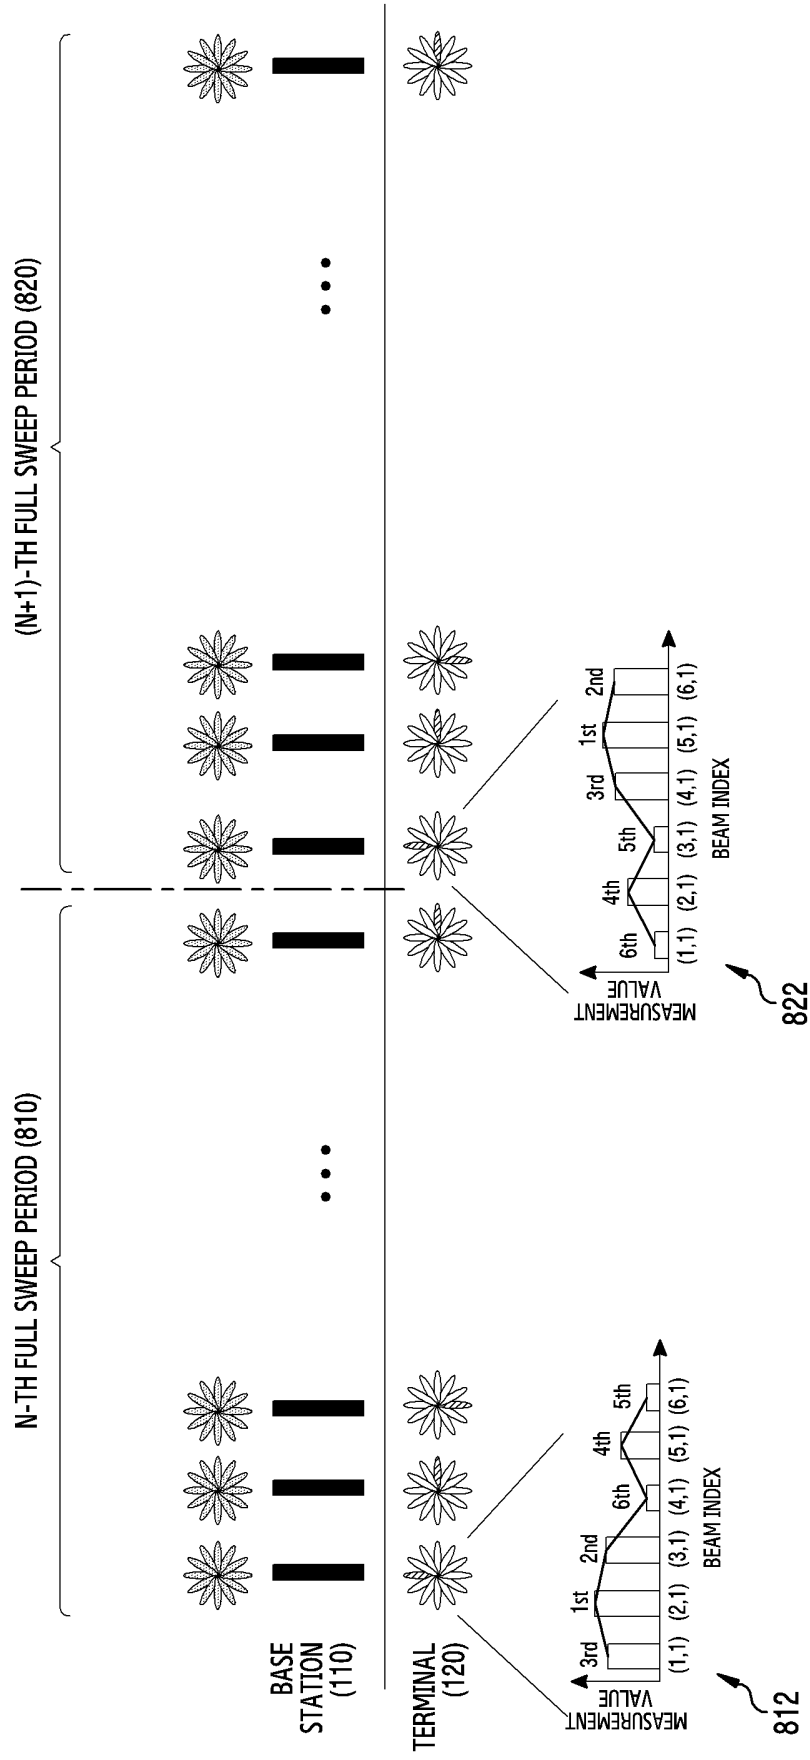 N-TH FULL SWEEP PERIOD (810)
(N+1)-TH FULL SWEEP PERIOD (820)
BASE
STATION
(110)
TERMINAL
(120)
MEASUREMENT
VALUE
3rd
1st
2nd
6th
4th
5th
(1,1)
(2,1)
(3,1)
(4,1)
(5,1)
(6,1)
BEAM INDEX
812
MEASUREMENT
VALUE
6th
4th
5th
3rd
1st
2nd
(1,1)
(2,1)
(3,1)
(4,1)
(5,1)
(6,1)
BEAM INDEX
822